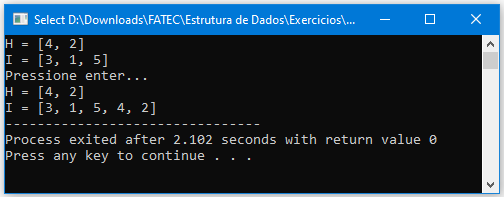 Select D:\Downloads\FATEC\Estrutura de Dados\Exercicios\...
H = [4, 2]
I = [3, 1, 5]
Pressione enter...
H = [4, 2]
I = [3, 1, 5, 4, 2]
--------------------------------
Process exited after 2.102 seconds with return value 0
Press any key to continue . . .